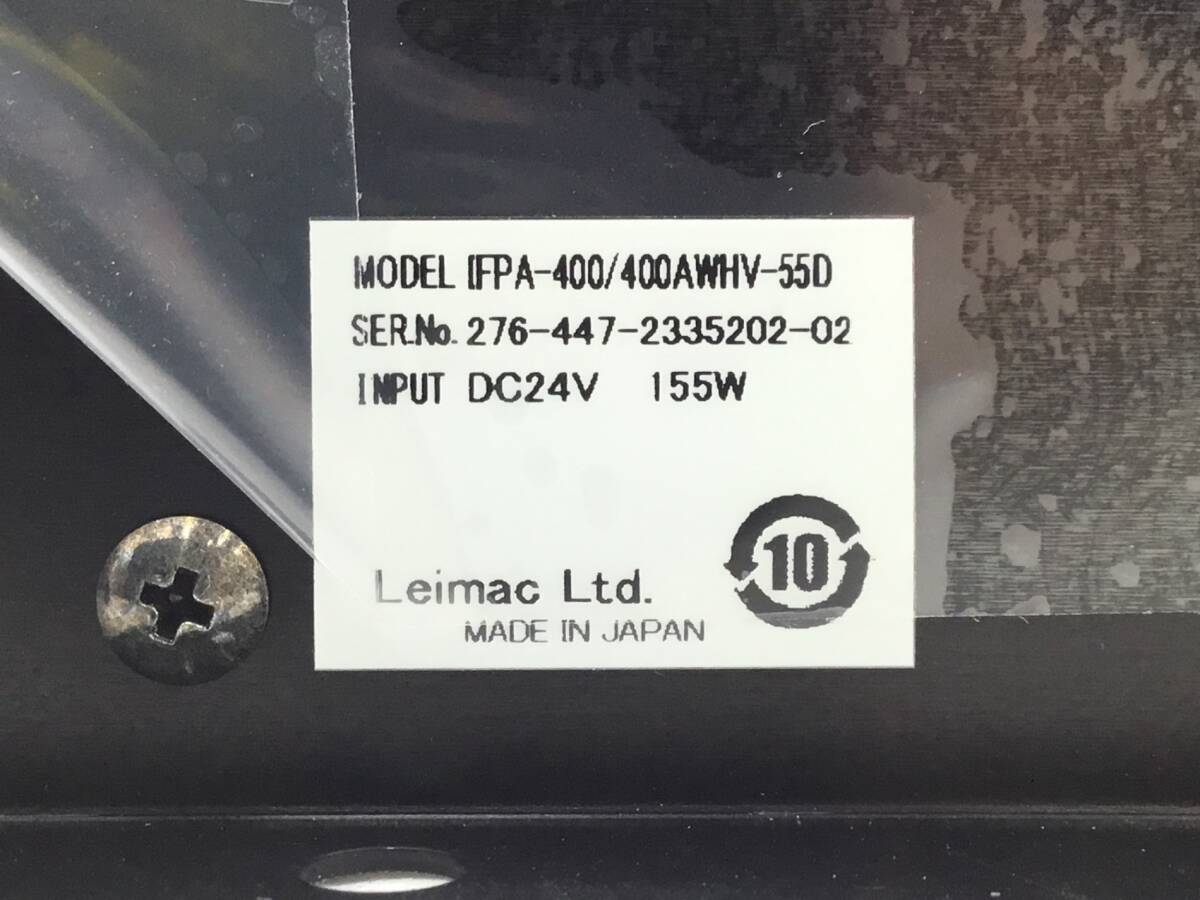 MODEL IFPA-400/400AWHV-55D
SER.No. 276-447-2335202-02
INPUT DC24V 155W
10
Leimac Ltd.
MADE IN JAPAN